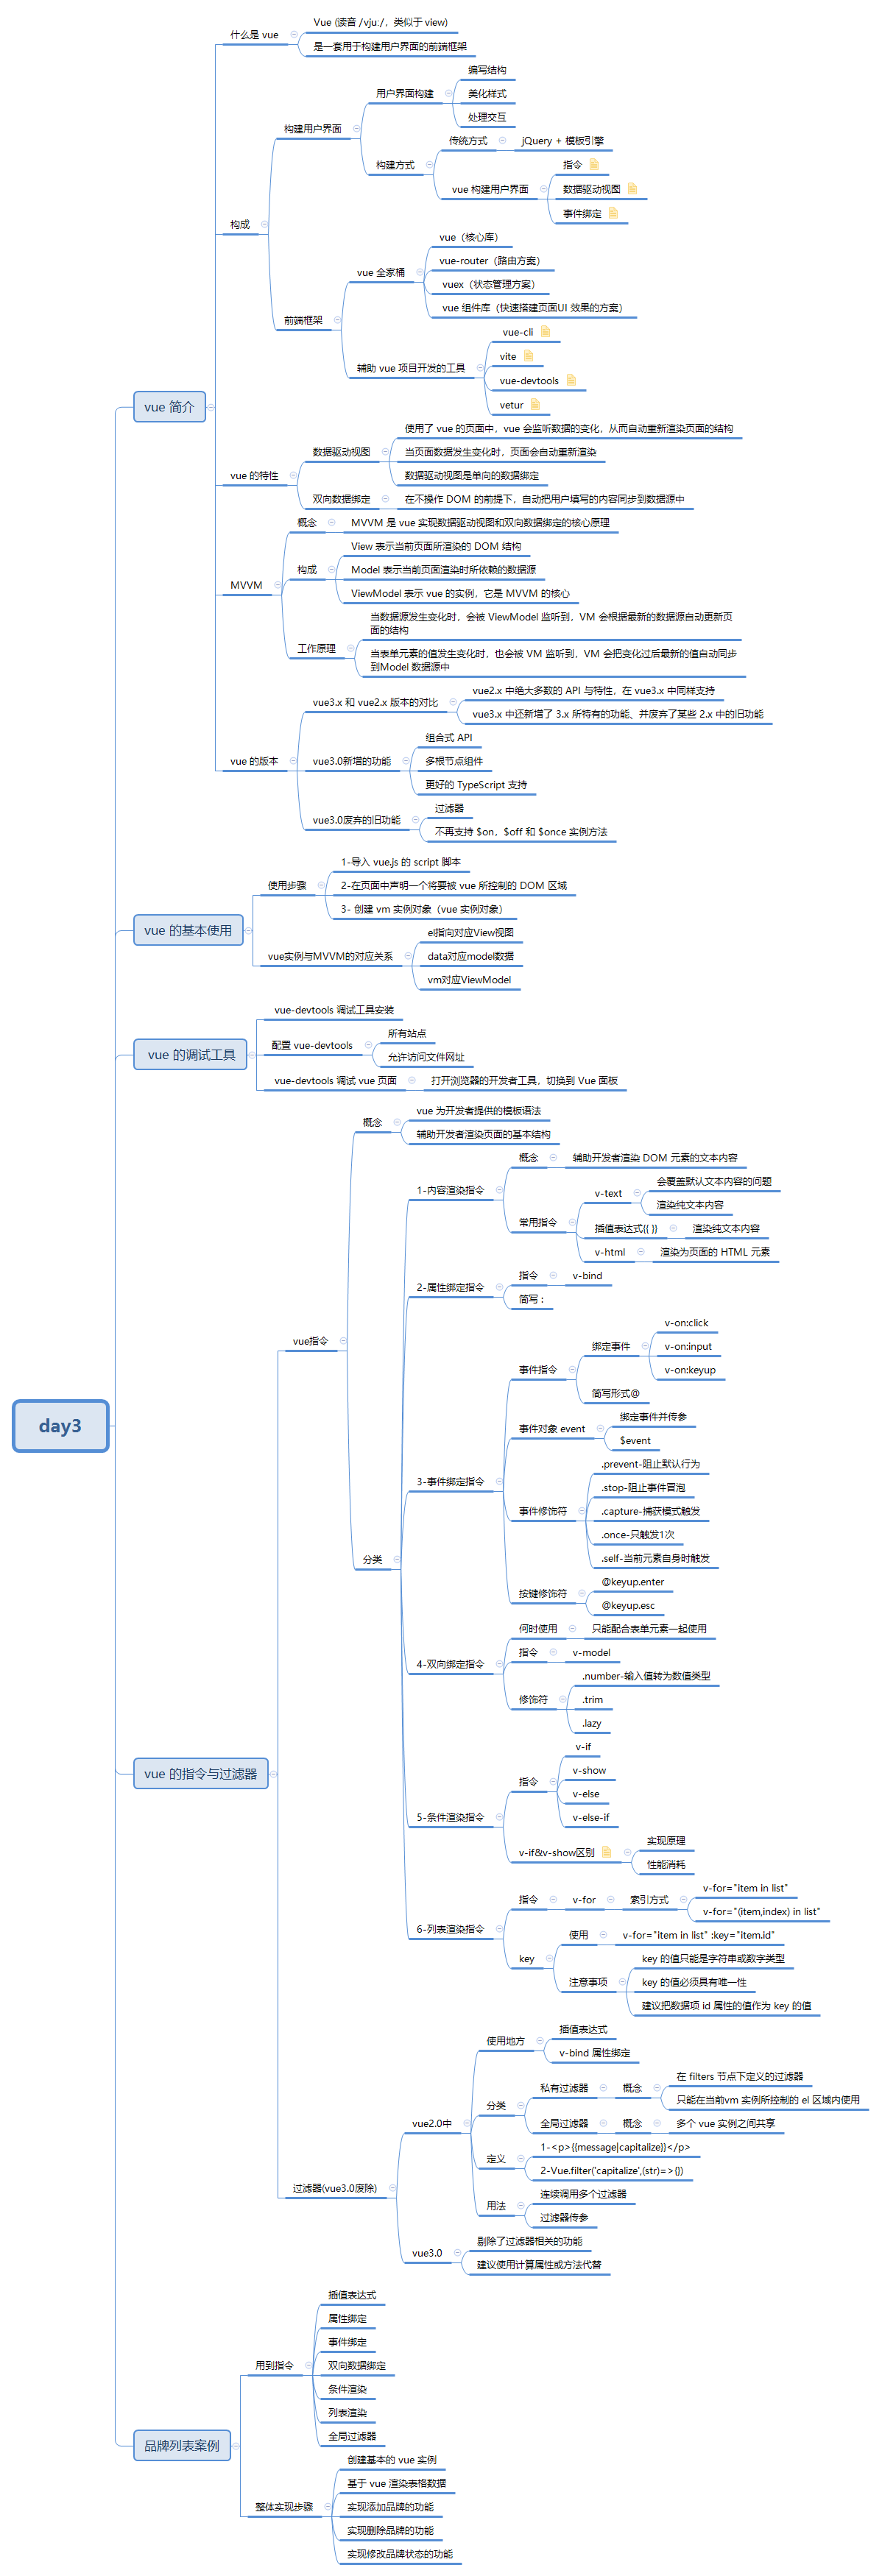 day3
vue 简介
什么是 vue
Vue (读音 /vjuː/，类似于 view)
是一套用于构建用户界面的前端框架
构成
构建用户界面
用户界面构建
编写结构
美化样式
处理交互
构建方式
传统方式
jQuery + 模板引擎
vue 构建用户界面
指令
数据驱动视图
事件绑定
前端框架
vue 全家桶
vue（核心库）
vue-router（路由方案）
vuex（状态管理方案）
vue 组件库（快速搭建页面UI 效果的方案）
辅助 vue 项目开发的工具
vue-cli
vite
vue-devtools
vetur
vue 的特性
数据驱动视图
使用了 vue 的页面中，vue 会监听数据的变化，从而自动重新渲染页面的结构
当页面数据发生变化时，页面会自动重新渲染
数据驱动视图是单向的数据绑定
双向数据绑定
在不操作 DOM 的前提下，自动把用户填写的内容同步到数据源中
MVVM
概念
MVVM 是 vue 实现数据驱动视图和双向数据绑定的核心原理
构成
View 表示当前页面所渲染的 DOM 结构
Model 表示当前页面渲染时所依赖的数据源
ViewModel 表示 vue 的实例，它是 MVVM 的核心
工作原理
当数据源发生变化时，会被 ViewModel 监听到，VM 会根据最新的数据源自动更新页
面的结构
当表单元素的值发生变化时，也会被 VM 监听到，VM 会把变化过后最新的值自动同步
到Model 数据源中
vue 的版本
vue3.x 和 vue2.x 版本的对比
vue2.x 中绝大多数的 API 与特性，在 vue3.x 中同样支持
vue3.x 中还新增了 3.x 所特有的功能、并废弃了某些 2.x 中的旧功能
vue3.0新增的功能
组合式 API
多根节点组件
更好的 TypeScript 支持
vue3.0废弃的旧功能
过滤器
不再支持 $on，$off 和 $once 实例方法
vue 的基本使用
使用步骤
1-导入 vue.js 的 script 脚本
2-在页面中声明一个将要被 vue 所控制的 DOM 区域
3- 创建 vm 实例对象（vue 实例对象）
vue实例与MVVM的对应关系
el指向对应View视图
data对应model数据
vm对应ViewModel
vue 的调试工具
vue-devtools 调试工具安装
配置 vue-devtools
所有站点
允许访问文件网址
vue-devtools 调试 vue 页面
打开浏览器的开发者工具，切换到 Vue 面板
vue 的指令与过滤器
vue指令
概念
vue 为开发者提供的模板语法
辅助开发者渲染页面的基本结构
分类
1-内容渲染指令
概念
辅助开发者渲染 DOM 元素的文本内容
常用指令
v-text
会覆盖默认文本内容的问题
渲染纯文本内容
插值表达式{{ }}
渲染纯文本内容
v-html
渲染为页面的 HTML 元素
2-属性绑定指令
指令
v-bind
简写 :
3-事件绑定指令
事件指令
绑定事件
v-on:click
v-on:input
v-on:keyup
简写形式@
事件对象 event
绑定事件并传参
$event
事件修饰符
.prevent-阻止默认行为
.stop-阻止事件冒泡
.capture-捕获模式触发
.once-只触发1次
.self-当前元素自身时触发
按键修饰符
@keyup.enter
@keyup.esc
4-双向绑定指令
何时使用
只能配合表单元素一起使用
指令
v-model
修饰符
.number-输入值转为数值类型
.trim
.lazy
5-条件渲染指令
指令
v-if
v-show
v-else
v-else-if
v-if&v-show区别
实现原理
性能消耗
6-列表渲染指令
指令
v-for
索引方式
v-for="item in list"
v-for="(item,index) in list"
key
使用
v-for="item in list" :key="item.id"
注意事项
key 的值只能是字符串或数字类型
key 的值必须具有唯一性
建议把数据项 id 属性的值作为 key 的值
过滤器(vue3.0废除)
vue2.0中
使用地方
插值表达式
v-bind 属性绑定
分类
私有过滤器
概念
在 filters 节点下定义的过滤器
只能在当前vm 实例所控制的 el 区域内使用
全局过滤器
概念
多个 vue 实例之间共享
定义
1-<p>{{message|capitalize}}</p>
2-Vue.filter('capitalize',(str)=>{})
用法
连续调用多个过滤器
过滤器传参
vue3.0
剔除了过滤器相关的功能
建议使用计算属性或方法代替
品牌列表案例
用到指令
插值表达式
属性绑定
事件绑定
双向数据绑定
条件渲染
列表渲染
全局过滤器
整体实现步骤
创建基本的 vue 实例
基于 vue 渲染表格数据
实现添加品牌的功能
实现删除品牌的功能
实现修改品牌状态的功能